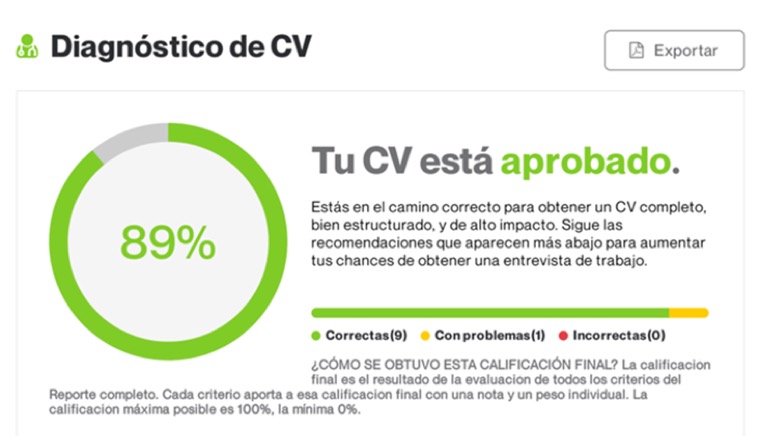 Diagnóstico de CV
Exportar
89%
Tu CV está aprobado.
Estás en el camino correcto para obtener un CV completo,
bien estructurado, y de alto impacto. Sigue las
recomendaciones que aparecen más abajo para aumentar
tus chances de obtener una entrevista de trabajo.
Correctas(9) Con problemas(1) Incorrectas(0)
¿CÓMO SE OBTUVO ESTA CALIFICACIÓN FINAL? La calificacion
final es el resultado de la evaluacion de todos los criterios del
Reporte completo. Cada criterio aporta a esa calificacion final con una nota y un peso individual. La
calificacion máxima posible es 100%, la mínima 0%.